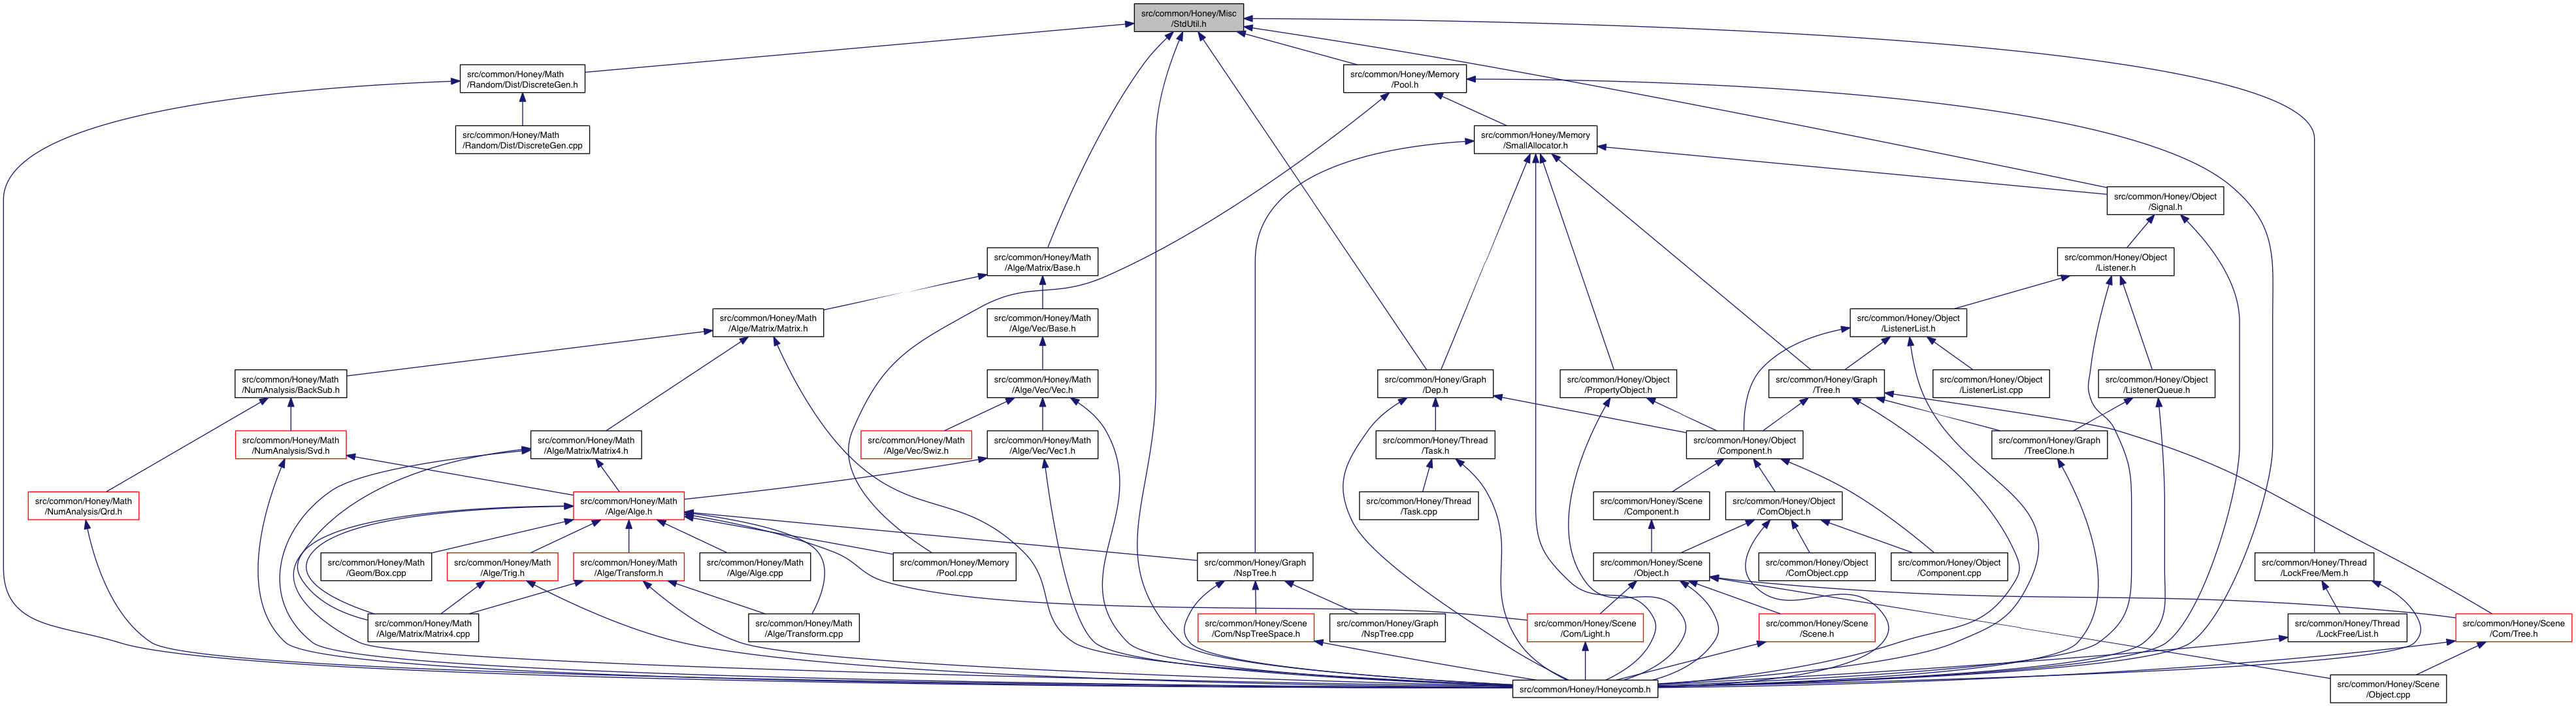 src/common/Honey/Misc
/StdUtil.h
src/common/Honey/Math
/Random/Dist/DiscreteGen.h
src/common/Honey/Memory
/Pool.h
src/common/Honey/Math
/Random/Dist/DiscreteGen.cpp
src/common/Honey/Memory
/SmallAllocator.h
src/common/Honey/Object
/Signal.h
src/common/Honey/Math
/Alge/Matrix/Base.h
src/common/Honey/Object
/Listener.h
src/common/Honey/Math
/Alge/Matrix/Matrix.h
src/common/Honey/Math
/Alge/Vec/Base.h
src/common/Honey/Object
/ListenerList.h
src/common/Honey/Math
/NumAnalysis/BackSub.h
src/common/Honey/Math
/Alge/Vec/Vec.h
src/common/Honey/Graph
/Dep.h
src/common/Honey/Object
/PropertyObject.h
src/common/Honey/Graph
/Tree.h
src/common/Honey/Object
/ListenerList.cpp
src/common/Honey/Object
/ListenerQueue.h
src/common/Honey/Math
/NumAnalysis/Svd.h
src/common/Honey/Math
/Alge/Matrix/Matrix4.h
src/common/Honey/Math
/Alge/Vec/Swiz.h
src/common/Honey/Math
/Alge/Vec/Vec1.h
src/common/Honey/Thread
/Task.h
src/common/Honey/Object
/Component.h
src/common/Honey/Graph
/TreeClone.h
src/common/Honey/Math
/NumAnalysis/Qrd.h
src/common/Honey/Math
/Alge/Alge.h
src/common/Honey/Thread
/Task.cpp
src/common/Honey/Scene
/Component.h
src/common/Honey/Object
/ComObject.h
src/common/Honey/Math
/Geom/Box.cpp
src/common/Honey/Math
/Alge/Trig.h
src/common/Honey/Math
/Alge/Transform.h
src/common/Honey/Math
/Alge/Alge.cpp
src/common/Honey/Memory
/Pool.cpp
src/common/Honey/Graph
/NspTree.h
src/common/Honey/Scene
/Object.h
src/common/Honey/Object
/ComObject.cpp
src/common/Honey/Object
/Component.cpp
src/common/Honey/Thread
/LockFree/Mem.h
src/common/Honey/Math
/Alge/Matrix/Matrix4.cpp
src/common/Honey/Math
/Alge/Transform.cpp
src/common/Honey/Scene
/Com/NspTreeSpace.h
src/common/Honey/Graph
/NspTree.cpp
src/common/Honey/Scene
/Com/Light.h
src/common/Honey/Scene
/Scene.h
src/common/Honey/Thread
/LockFree/List.h
src/common/Honey/Scene
/Com/Tree.h
src/common/Honey/Honeycomb.h
src/common/Honey/Scene
/Object.cpp